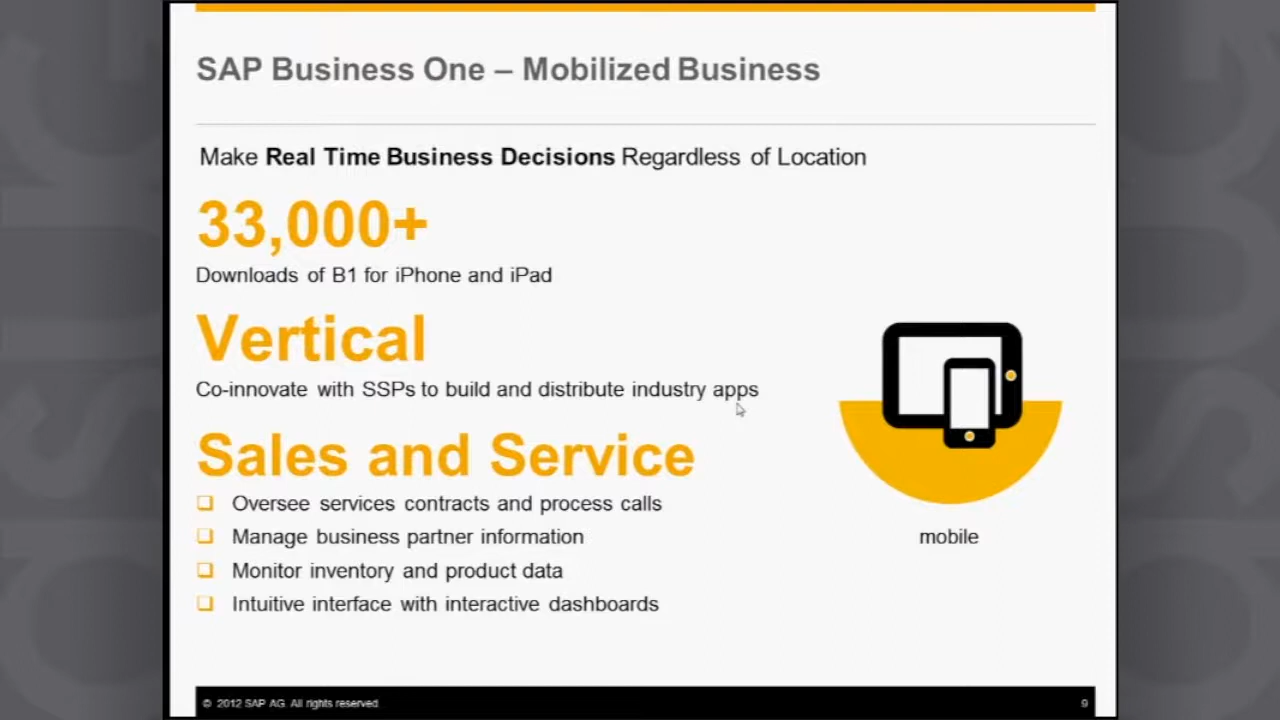 SAP Business One – Mobilized Business
Make Real Time Business Decisions Regardless of Location
33,000+
Downloads of B1 for iPhone and iPad
Vertical
Co-innovate with SSPs to build and distribute industry apps
Sales and Service
Oversee services contracts and process calls
Manage business partner information
Monitor inventory and product data
Intuitive interface with interactive dashboards
mobile
© 2012 SAP AG. All rights reserved.
9